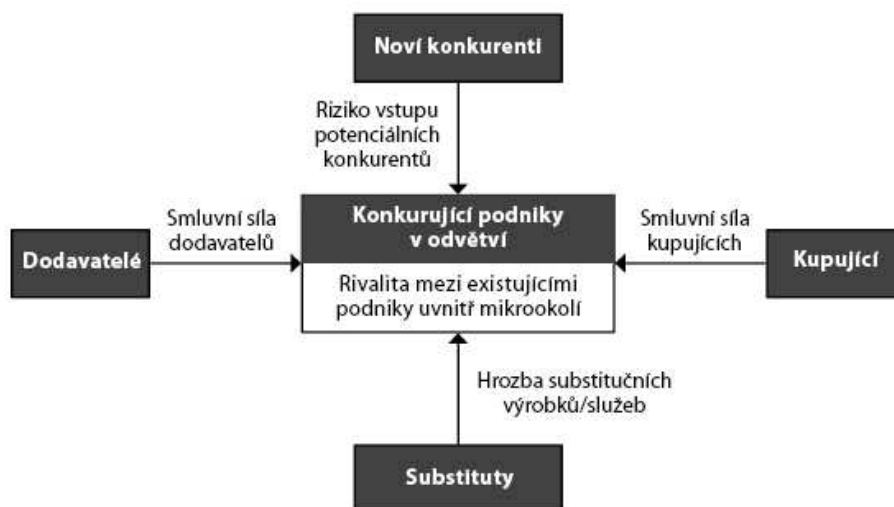 Noví konkurenti
Riziko vstupu
potenciálních
konkurentů
Smluvní síla
dodavatelů
Konkurující podniky
v odvětví
Smluvní síla
kupujících
Dodavatelé
Rivalita mezi existujícími
podniky uvnitř mikrookolí
Kupující
Hrozba substitučních
výrobků/služeb
Substituty